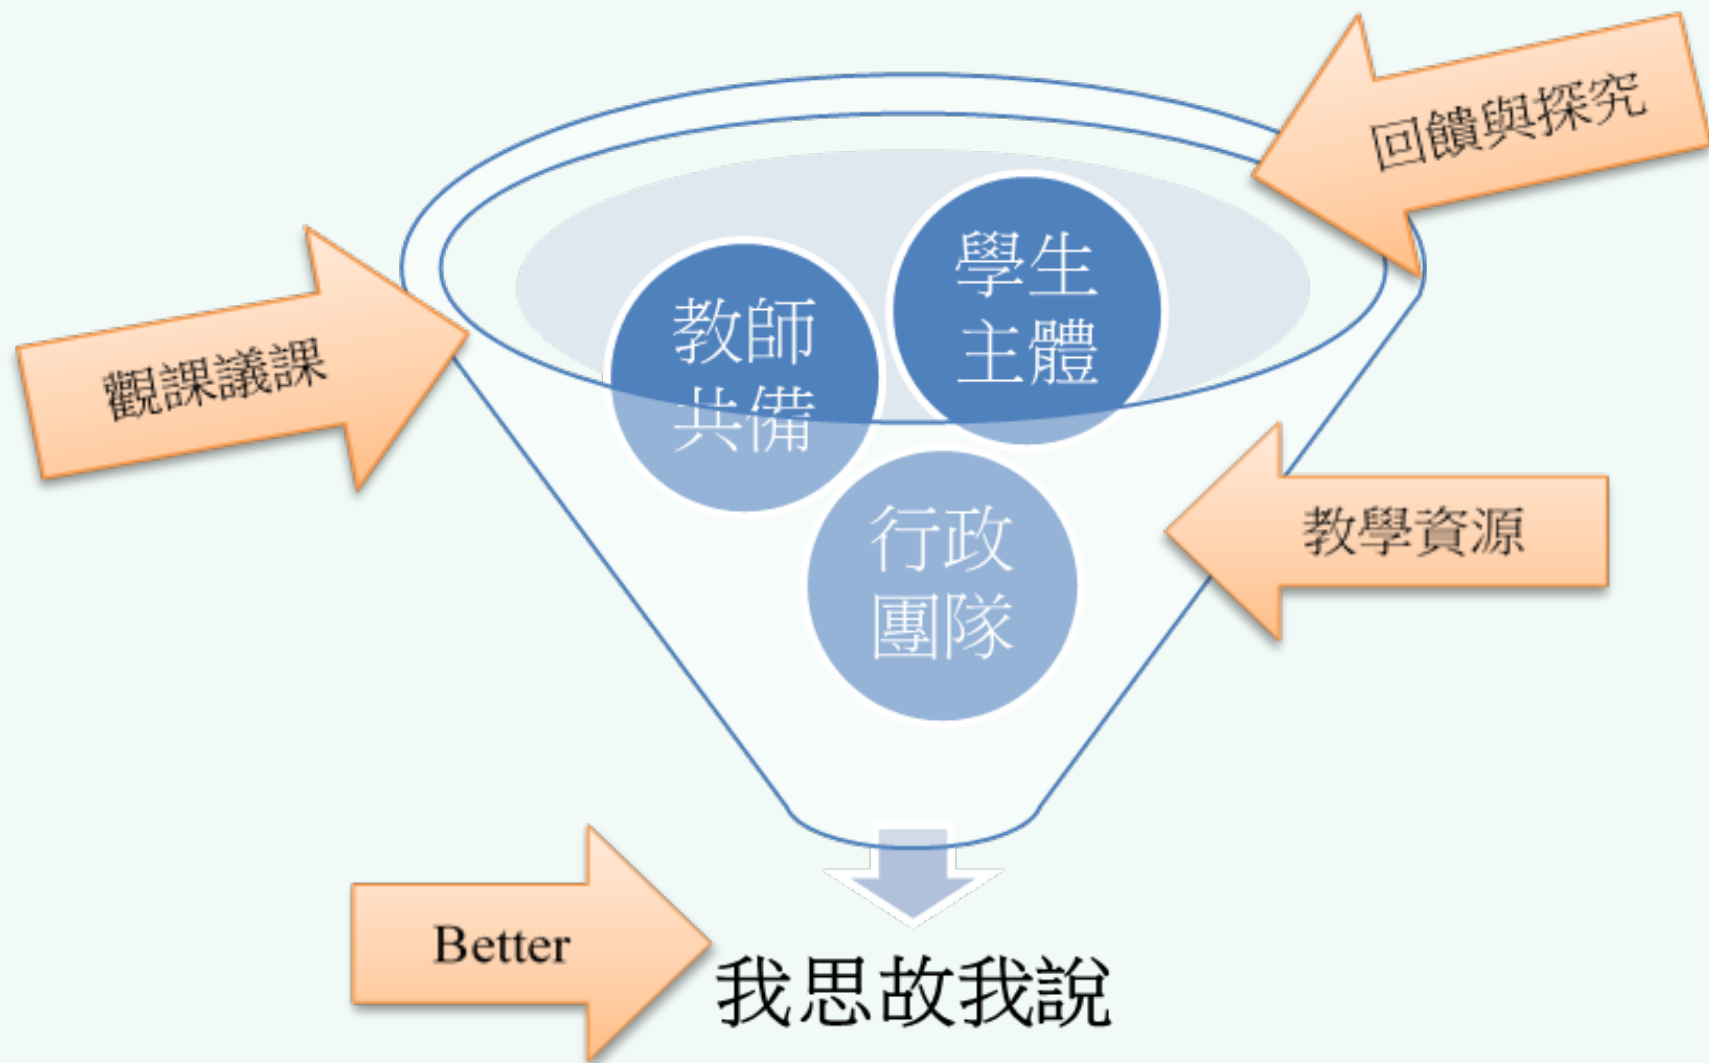 回饋與探究
學生
主體
教師
共備
觀課議課
行政
團隊
教學資源
Better
我思故我說